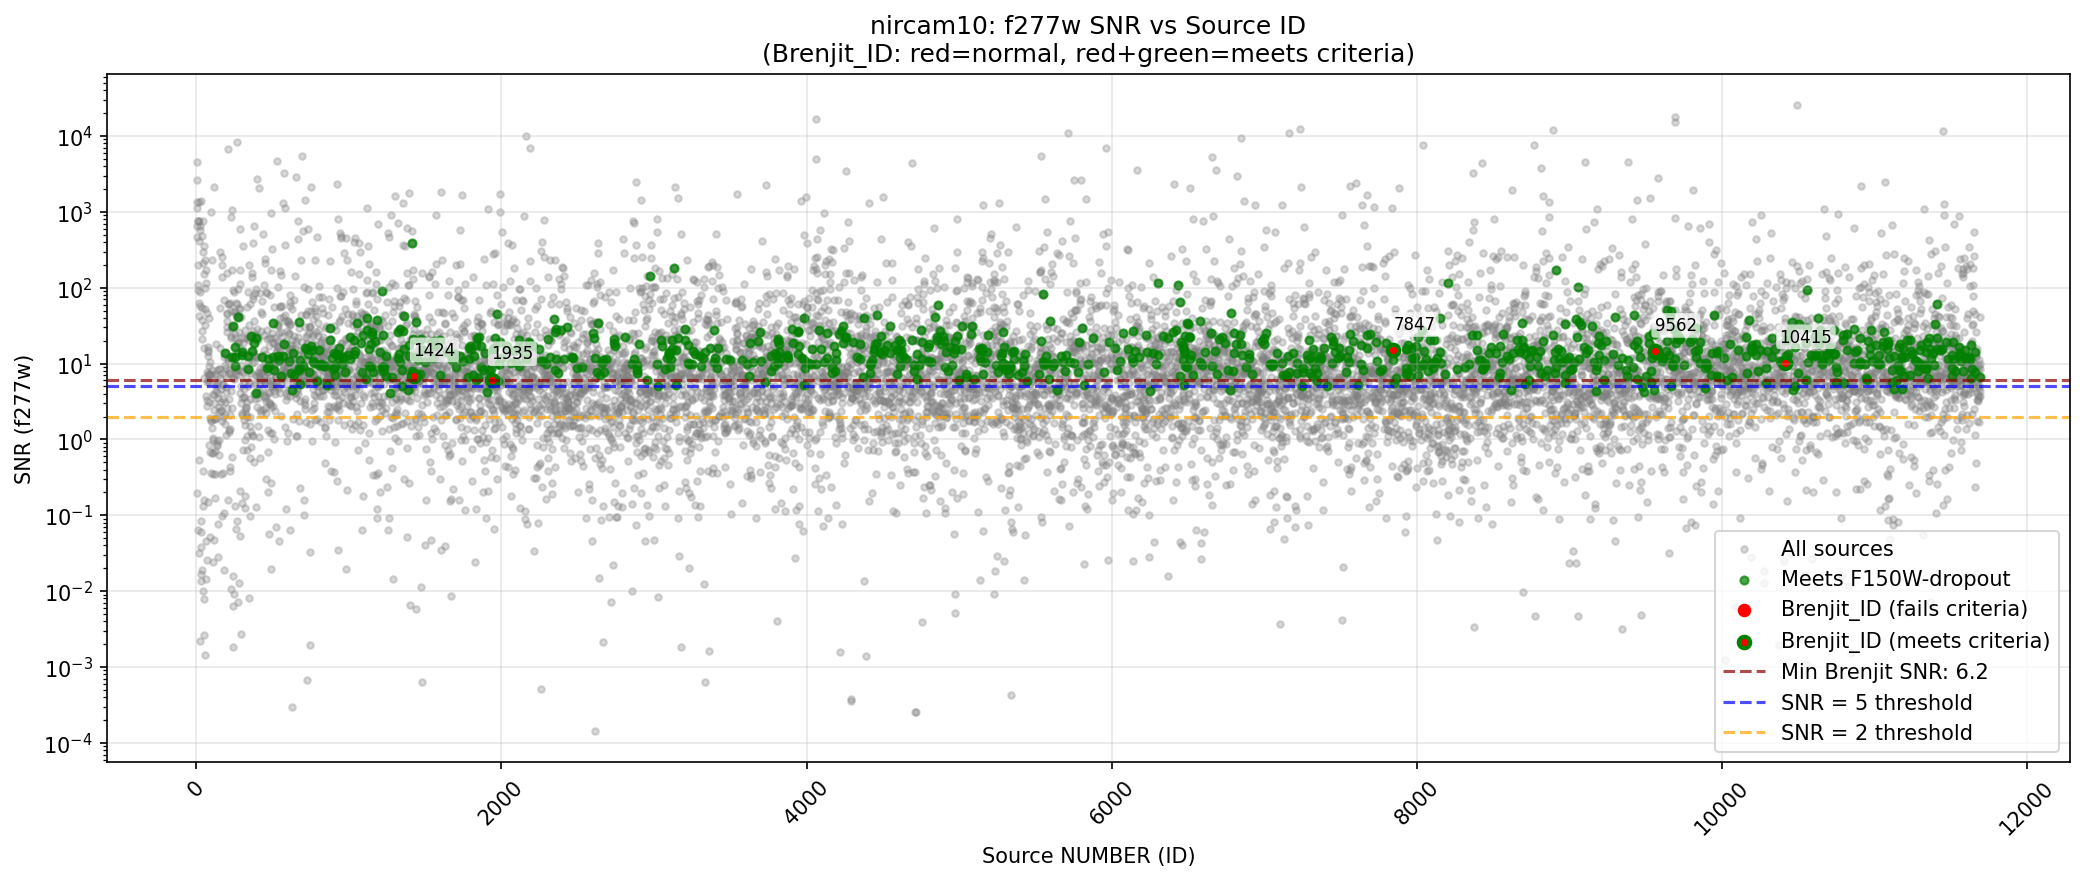 nircam10: f277w SNR vs Source ID
(Brenjit_ID: red=normal, red+green=meets criteria)
SNR (f277w)
10^4
10^3
10^2
10^1
10^0
10^-1
10^-2
10^-3
10^-4
1424
1935
7847
9562
10415
All sources
Meets F150W-dropout
Brenjit_ID (fails criteria)
Brenjit_ID (meets criteria)
Min Brenjit SNR: 6.2
SNR = 5 threshold
SNR = 2 threshold
0
2000
4000
6000
8000
10000
12000
Source NUMBER (ID)